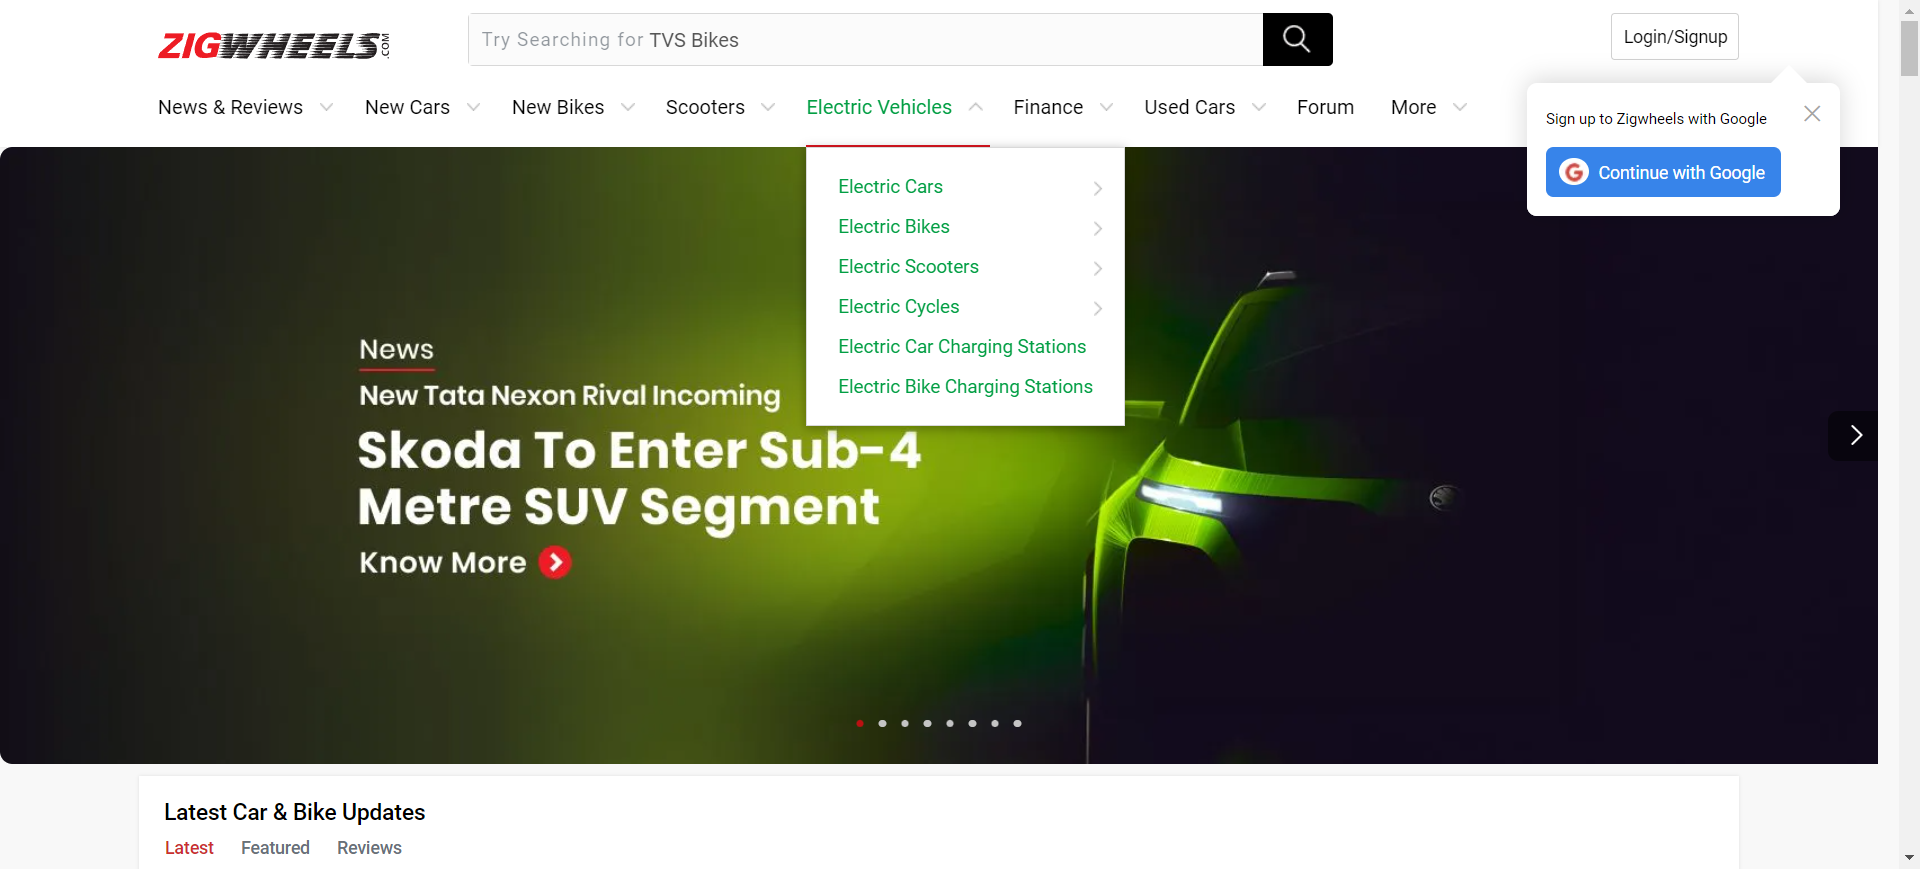 ZIGWHEELS.COM
Try Searching for TVS Bikes
Login/Signup
News & Reviews
New Cars
New Bikes
Scooters
Electric Vehicles
Finance
Used Cars
Forum
More
Sign up to Zigwheels with Google
Continue with Google
Electric Cars
Electric Bikes
Electric Scooters
Electric Cycles
Electric Car Charging Stations
Electric Bike Charging Stations
News
New Tata Nexon Rival Incoming
Skoda To Enter Sub-4
Metre SUV Segment
Know More
Latest Car & Bike Updates
Latest
Featured
Reviews